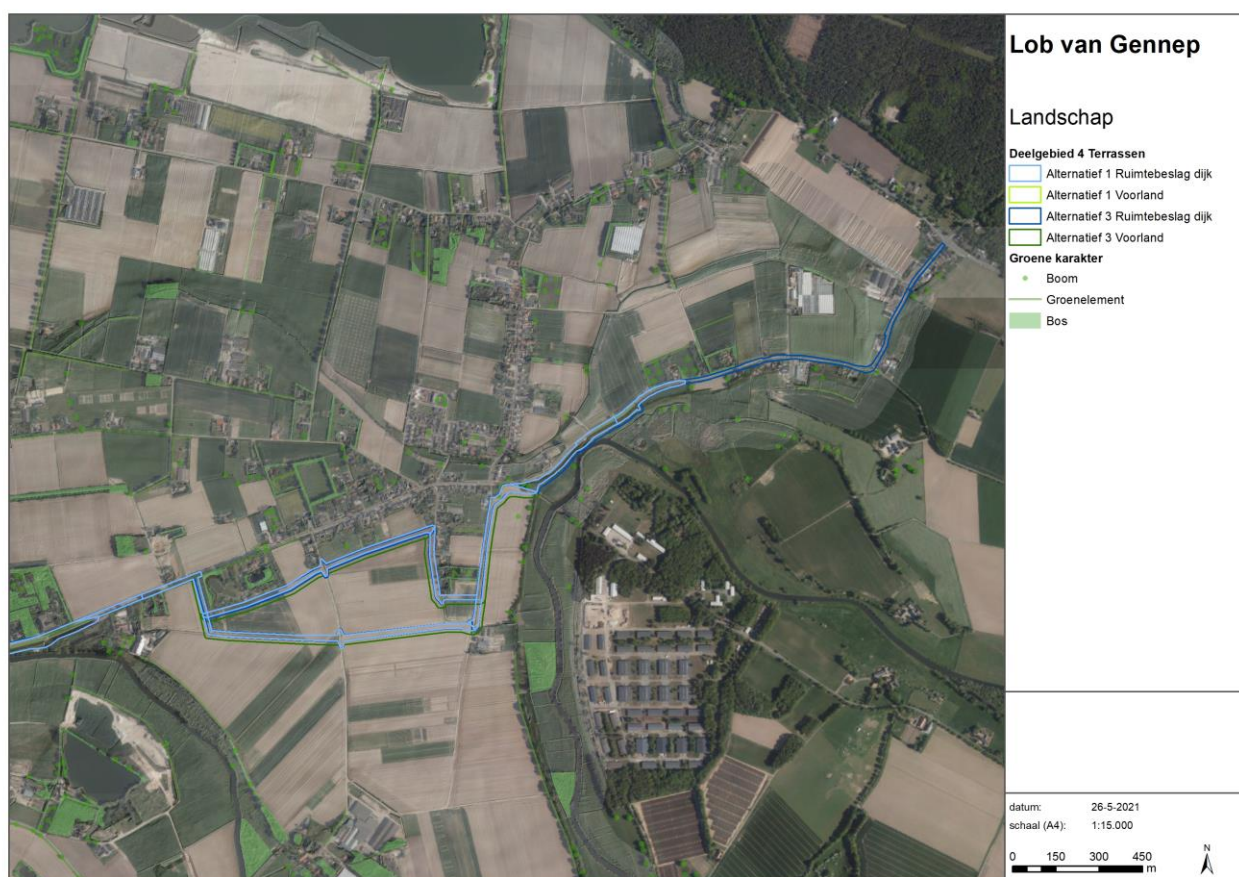 Lob van Gennep
Landschap
Deelgebied 4 Terrassen
Alternatief 1 Ruimtebeslag dijk
Alternatief 1 Voorland
Alternatief 3 Ruimtebeslag dijk
Alternatief 3 Voorland
Groene karakter
Boom
Groenelement
Bos
datum: 26-5-2021
schaal (A4): 1:15.000
N
0 150 300 450
m